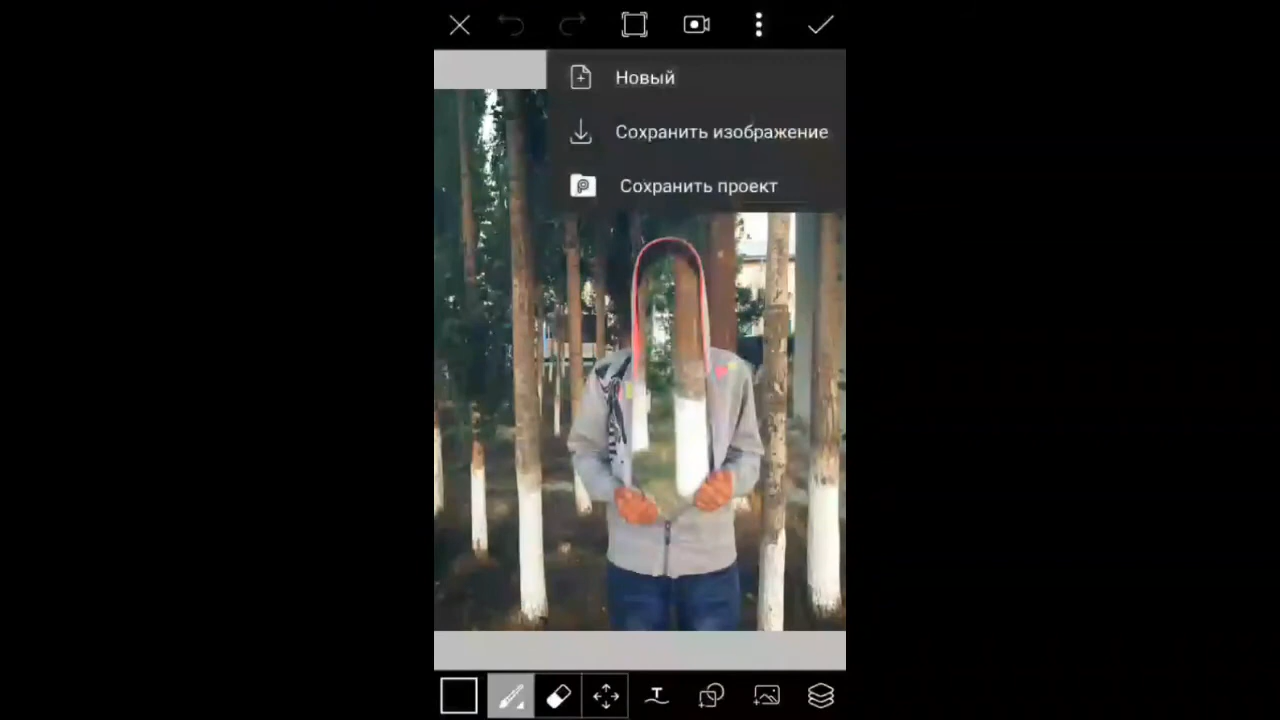 Новый
Сохранить изображение
Сохранить проект